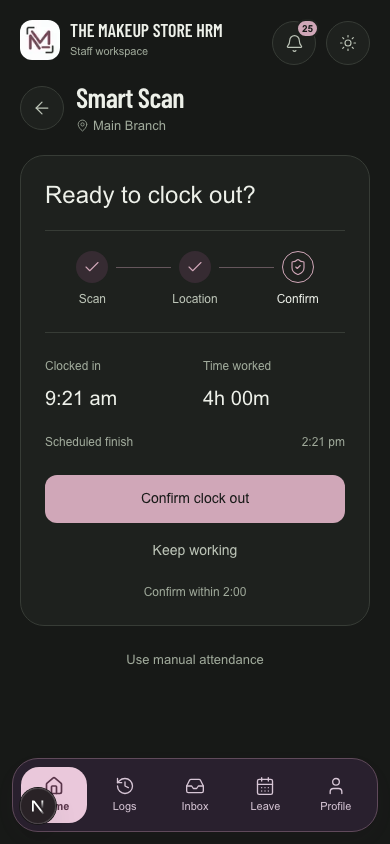 THE MAKEUP STORE HRM
Staff workspace
25
Smart Scan
Main Branch
Ready to clock out?
Scan
Location
Confirm
Clocked in
Time worked
9:21 am
4h 00m
Scheduled finish
2:21 pm
Confirm clock out
Keep working
Confirm within 2:00
Use manual attendance
N
Logs
Inbox
Leave
Profile